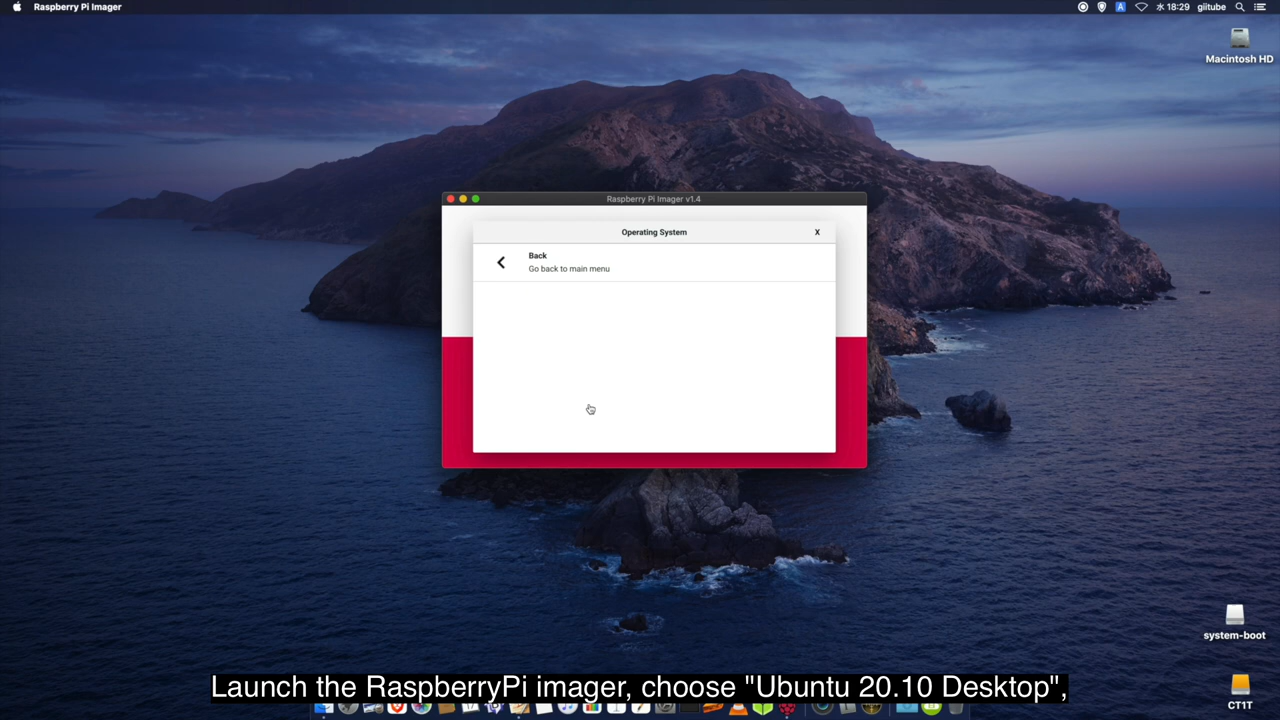 Raspberry Pi Imager
A
水 18:29
giitube
Macintosh HD
Raspberry Pi Imager v1.4
Operating System
X
Back
Go back to main menu
system-boot
Launch the RaspberryPi imager, choose "Ubuntu 20.10 Desktop",
CT1T